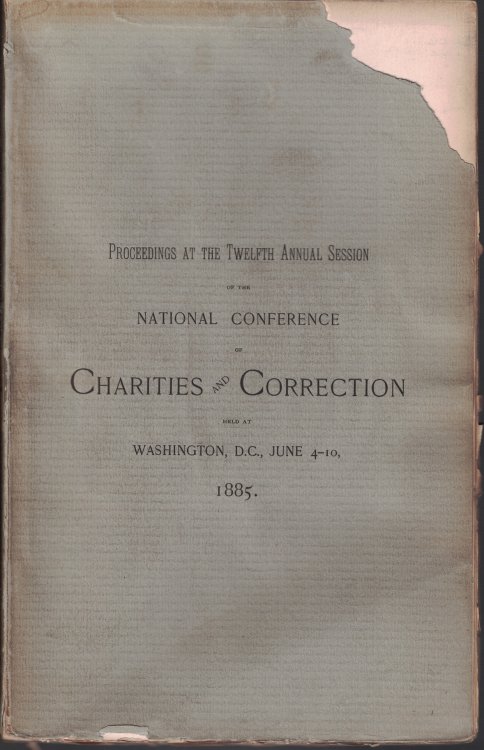 PROCEEDINGS AT THE TWELFTH ANNUAL SESSION
OF THE
NATIONAL CONFERENCE
OF
CHARITIES AND CORRECTION
HELD AT
WASHINGTON, D.C., JUNE 4-10,
1885.